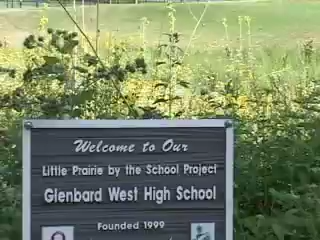 Welcome to Our
Little Prairie by the School Project
Glenbard West High School
Founded 1999